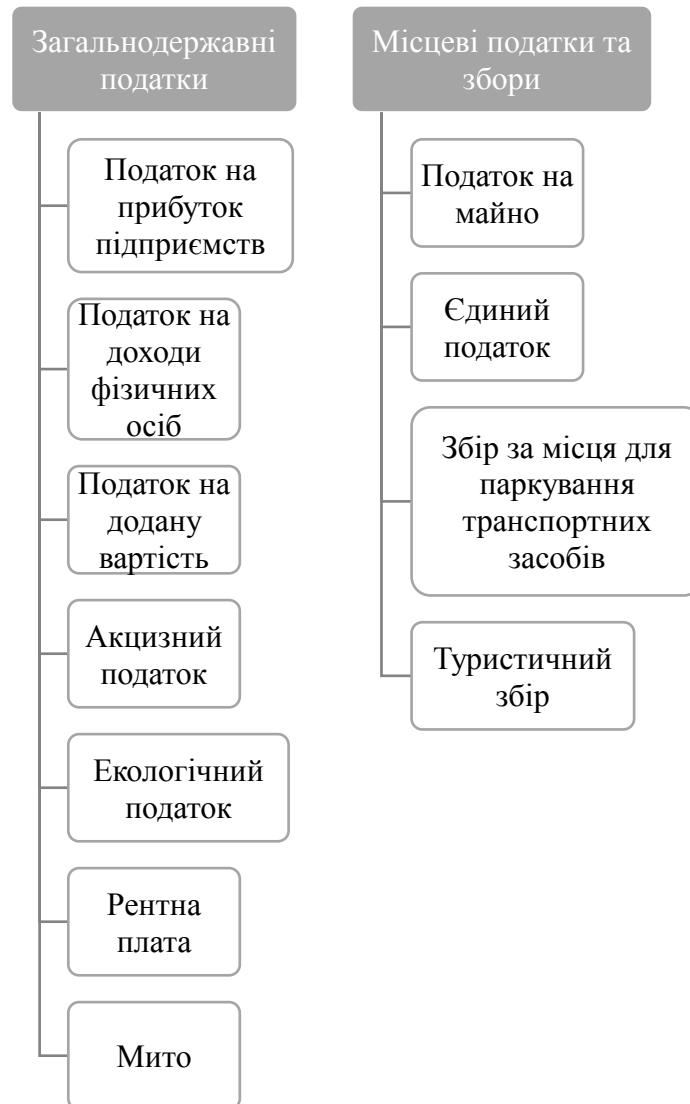 Загальнодержавні
податки
Податок на
прибуток
підприємств
Податок на
доходи
фізичних
осіб
Податок на
додану
вартість
Акцизний
податок
Екологічний
податок
Рентна
плата
Мито
Місцеві податки та
збори
Податок на
майно
Єдиний
податок
Збір за місця для
паркування
транспортних
засобів
Туристичний
збір